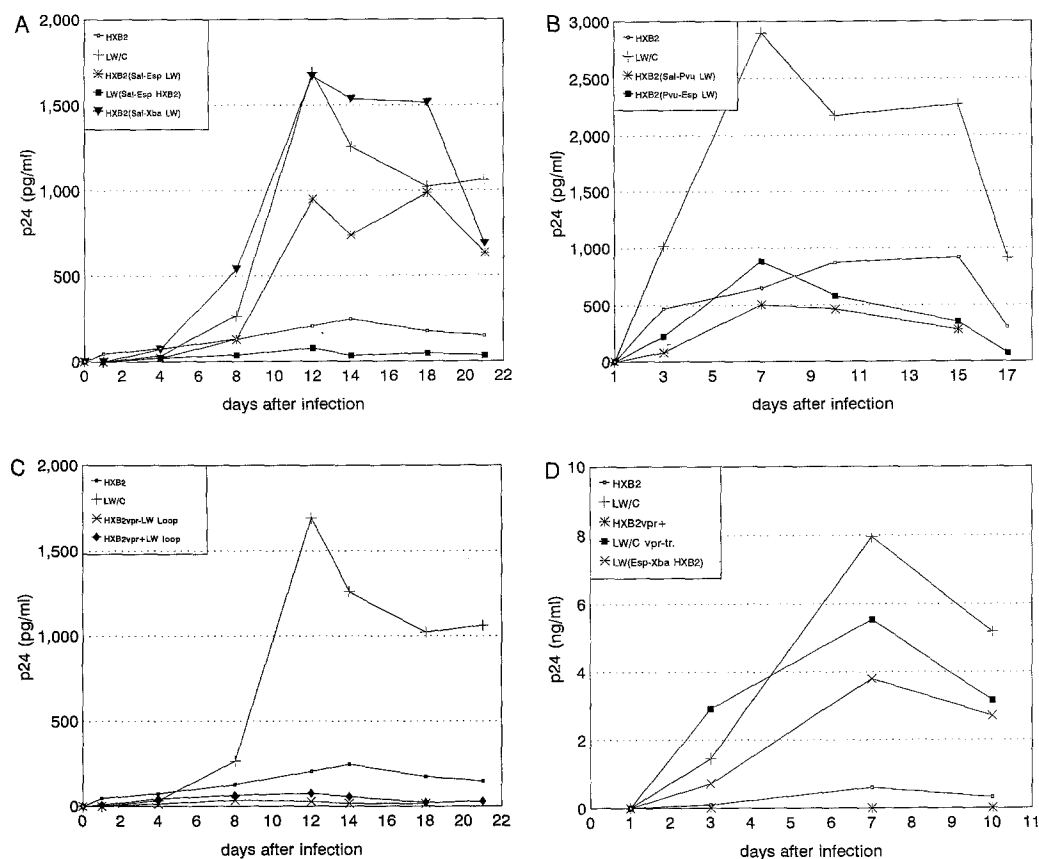 A
2,000
1,500
1,000
500
0
p24 (pg/ml)
HXB2
LW/C
HXB2(Sal-Esp LW)
LW(Sal-Esp HXB2)
HXB2(Sal-Xba LW)
0 2 4 6 8 10 12 14 16 18 20 22
days after infection
B
3,000
2,500
2,000
1,500
1,000
500
0
p24 (pg/ml)
HXB2
LW/C
HXB2(Sal-Pvu LW)
HXB2(Pvu-Esp LW)
1 3 5 7 9 11 13 15 17
days after infection
C
2,000
1,500
1,000
500
0
p24 (pg/ml)
HXB2
LW/C
HXB2vpr-LW Loop
HXB2vpr+LW loop
0 2 4 6 8 10 12 14 16 18 20 22
days after infection
D
10
8
6
4
2
0
p24 (ng/ml)
HXB2
LW/C
HXB2vpr+
LW/C vpr-tr.
LW(Esp-Xba HXB2)
0 1 2 3 4 5 6 7 8 9 10 11
days after infection